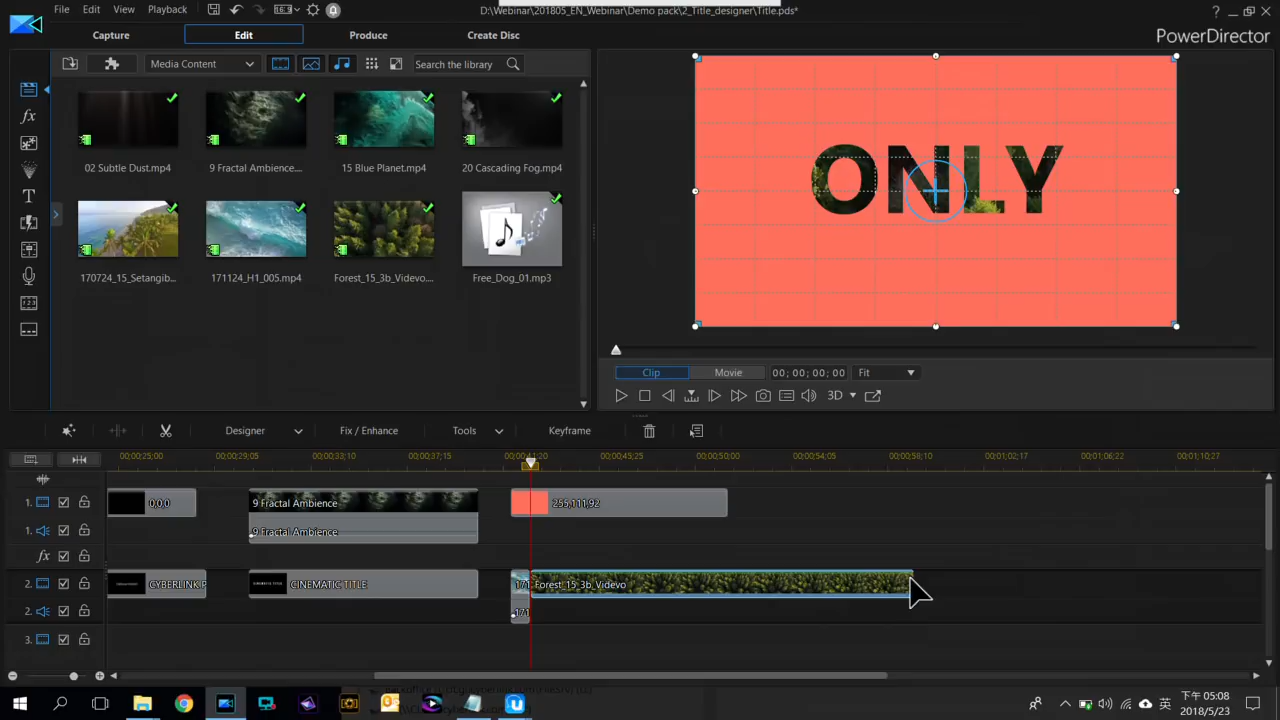 D:\Webinar\201805_EN_Webinar\Demo pack\2_Title_designer\Title.pds*
File Edit View Playback
?
PowerDirector
Capture Edit Produce Create Disc
Media Content Search the library
02 Subtle Dust.mp4 9 Fractal Ambience... 15 Blue Planet.mp4 20 Cascading Fog.mp4
170724_15_Setangib... 171124_H1_005.mp4 Forest_15_3b_Videvo.... Free_Dog_01.mp3
ONLY
Clip Movie 00; 00; 00; 00 Fit
3D
Designer Fix / Enhance Tools Keyframe
00;00;25;00 00;00;29;05 00;00;33;10 00;00;37;15 00;00;41;20 00;00;45;25 00;00;50;00 00;00;54;05 00;00;58;10 00;01;02;17 00;01;06;22 00;01;10;27
1. 0,0,0 9 Fractal Ambience 255,111,92
1. 9 Fractal Ambience
fx
2. CYBERLINK P CINEMATIC TITLE 171 Forest_15_3b_Videvo
2. 171
3.
英 下午 05:08
2018/5/23